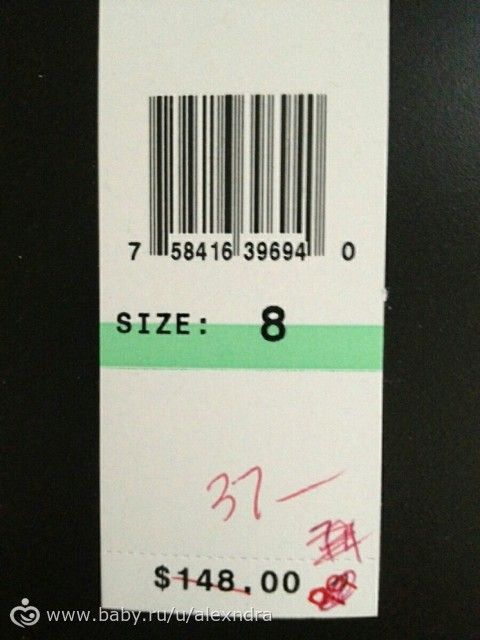 7 58416 39694 0
SIZE: 8
37 —
$148.00
www.baby.ru/u/alexndra